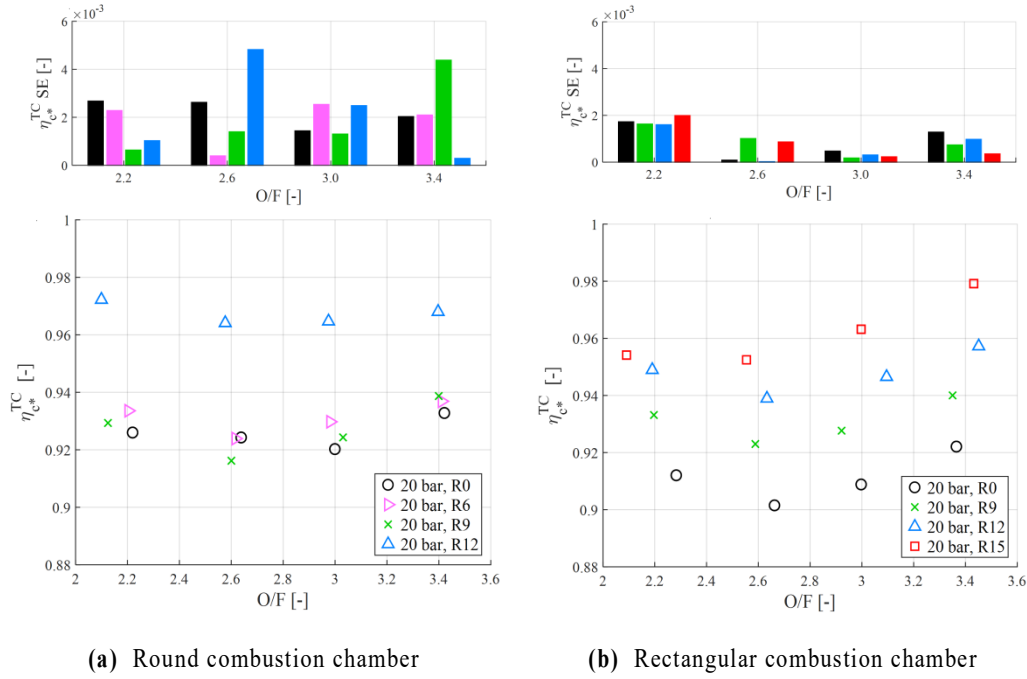 ×10⁻³
6
4
2
0
η_c*^TC SE [-]
2.2 2.6 3.0 3.4
O/F [-]
1
0.98
0.96
0.94
0.92
0.9
0.88
η_c*^TC [-]
2 2.2 2.4 2.6 2.8 3 3.2 3.4 3.6
O/F [-]
20 bar, R0
20 bar, R6
20 bar, R9
20 bar, R12
(a) Round combustion chamber
×10⁻³
6
4
2
0
η_c*^TC SE [-]
2.2 2.6 3.0 3.4
O/F [-]
1
0.98
0.96
0.94
0.92
0.9
0.88
η_c*^TC [-]
2 2.2 2.4 2.6 2.8 3 3.2 3.4 3.6
O/F [-]
20 bar, R0
20 bar, R9
20 bar, R12
20 bar, R15
(b) Rectangular combustion chamber